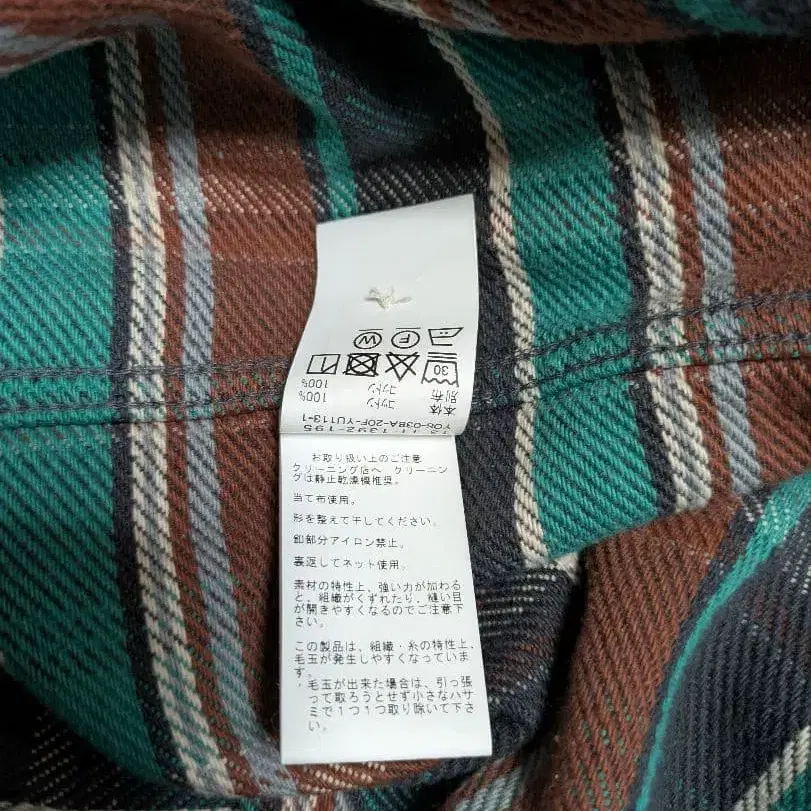 YOs-03BA-20F-YU113-1
本体 コットン 100%
別布 コットン 100%
30
F W
お取り扱い上のご注意
クリーニング店へ クリーニン
グは静止乾燥機推奨。
当て布使用。
形を整えて干してください。
釦部分アイロン禁止。
裏返してネット使用。
素材の特性上、強い力が加わる
と、組織がくずれたり、縫い目
が開きやすくなるのでご注意下
さい。
この製品は、組織・糸の特性上、
毛玉が発生しやすくなっていま
す。
・毛玉が出来た場合は、引っ張
って取ろうとせず小さなハサ
ミで1つ1つ取り除いて下さ
い。